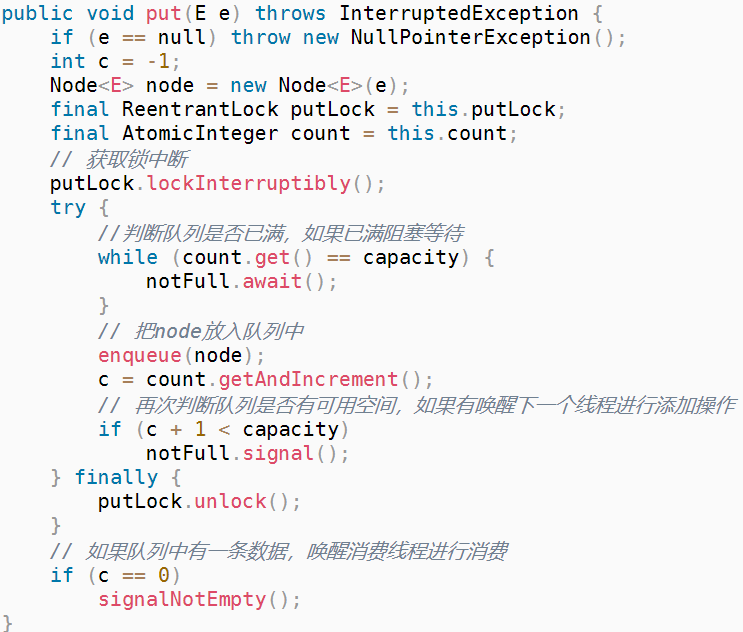 public void put(E e) throws InterruptedException {
    if (e == null) throw new NullPointerException();
    int c = -1;
    Node<E> node = new Node<E>(e);
    final ReentrantLock putLock = this.putLock;
    final AtomicInteger count = this.count;
    // 获取锁中断
    putLock.lockInterruptibly();
    try {
        //判断队列是否已满，如果已满阻塞等待
        while (count.get() == capacity) {
            notFull.await();
        }
        // 把node放入队列中
        enqueue(node);
        c = count.getAndIncrement();
        // 再次判断队列是否有可用空间，如果有唤醒下一个线程进行添加操作
        if (c + 1 < capacity)
            notFull.signal();
    } finally {
        putLock.unlock();
    }
    // 如果队列中有一条数据，唤醒消费线程进行消费
    if (c == 0)
        signalNotEmpty();
}